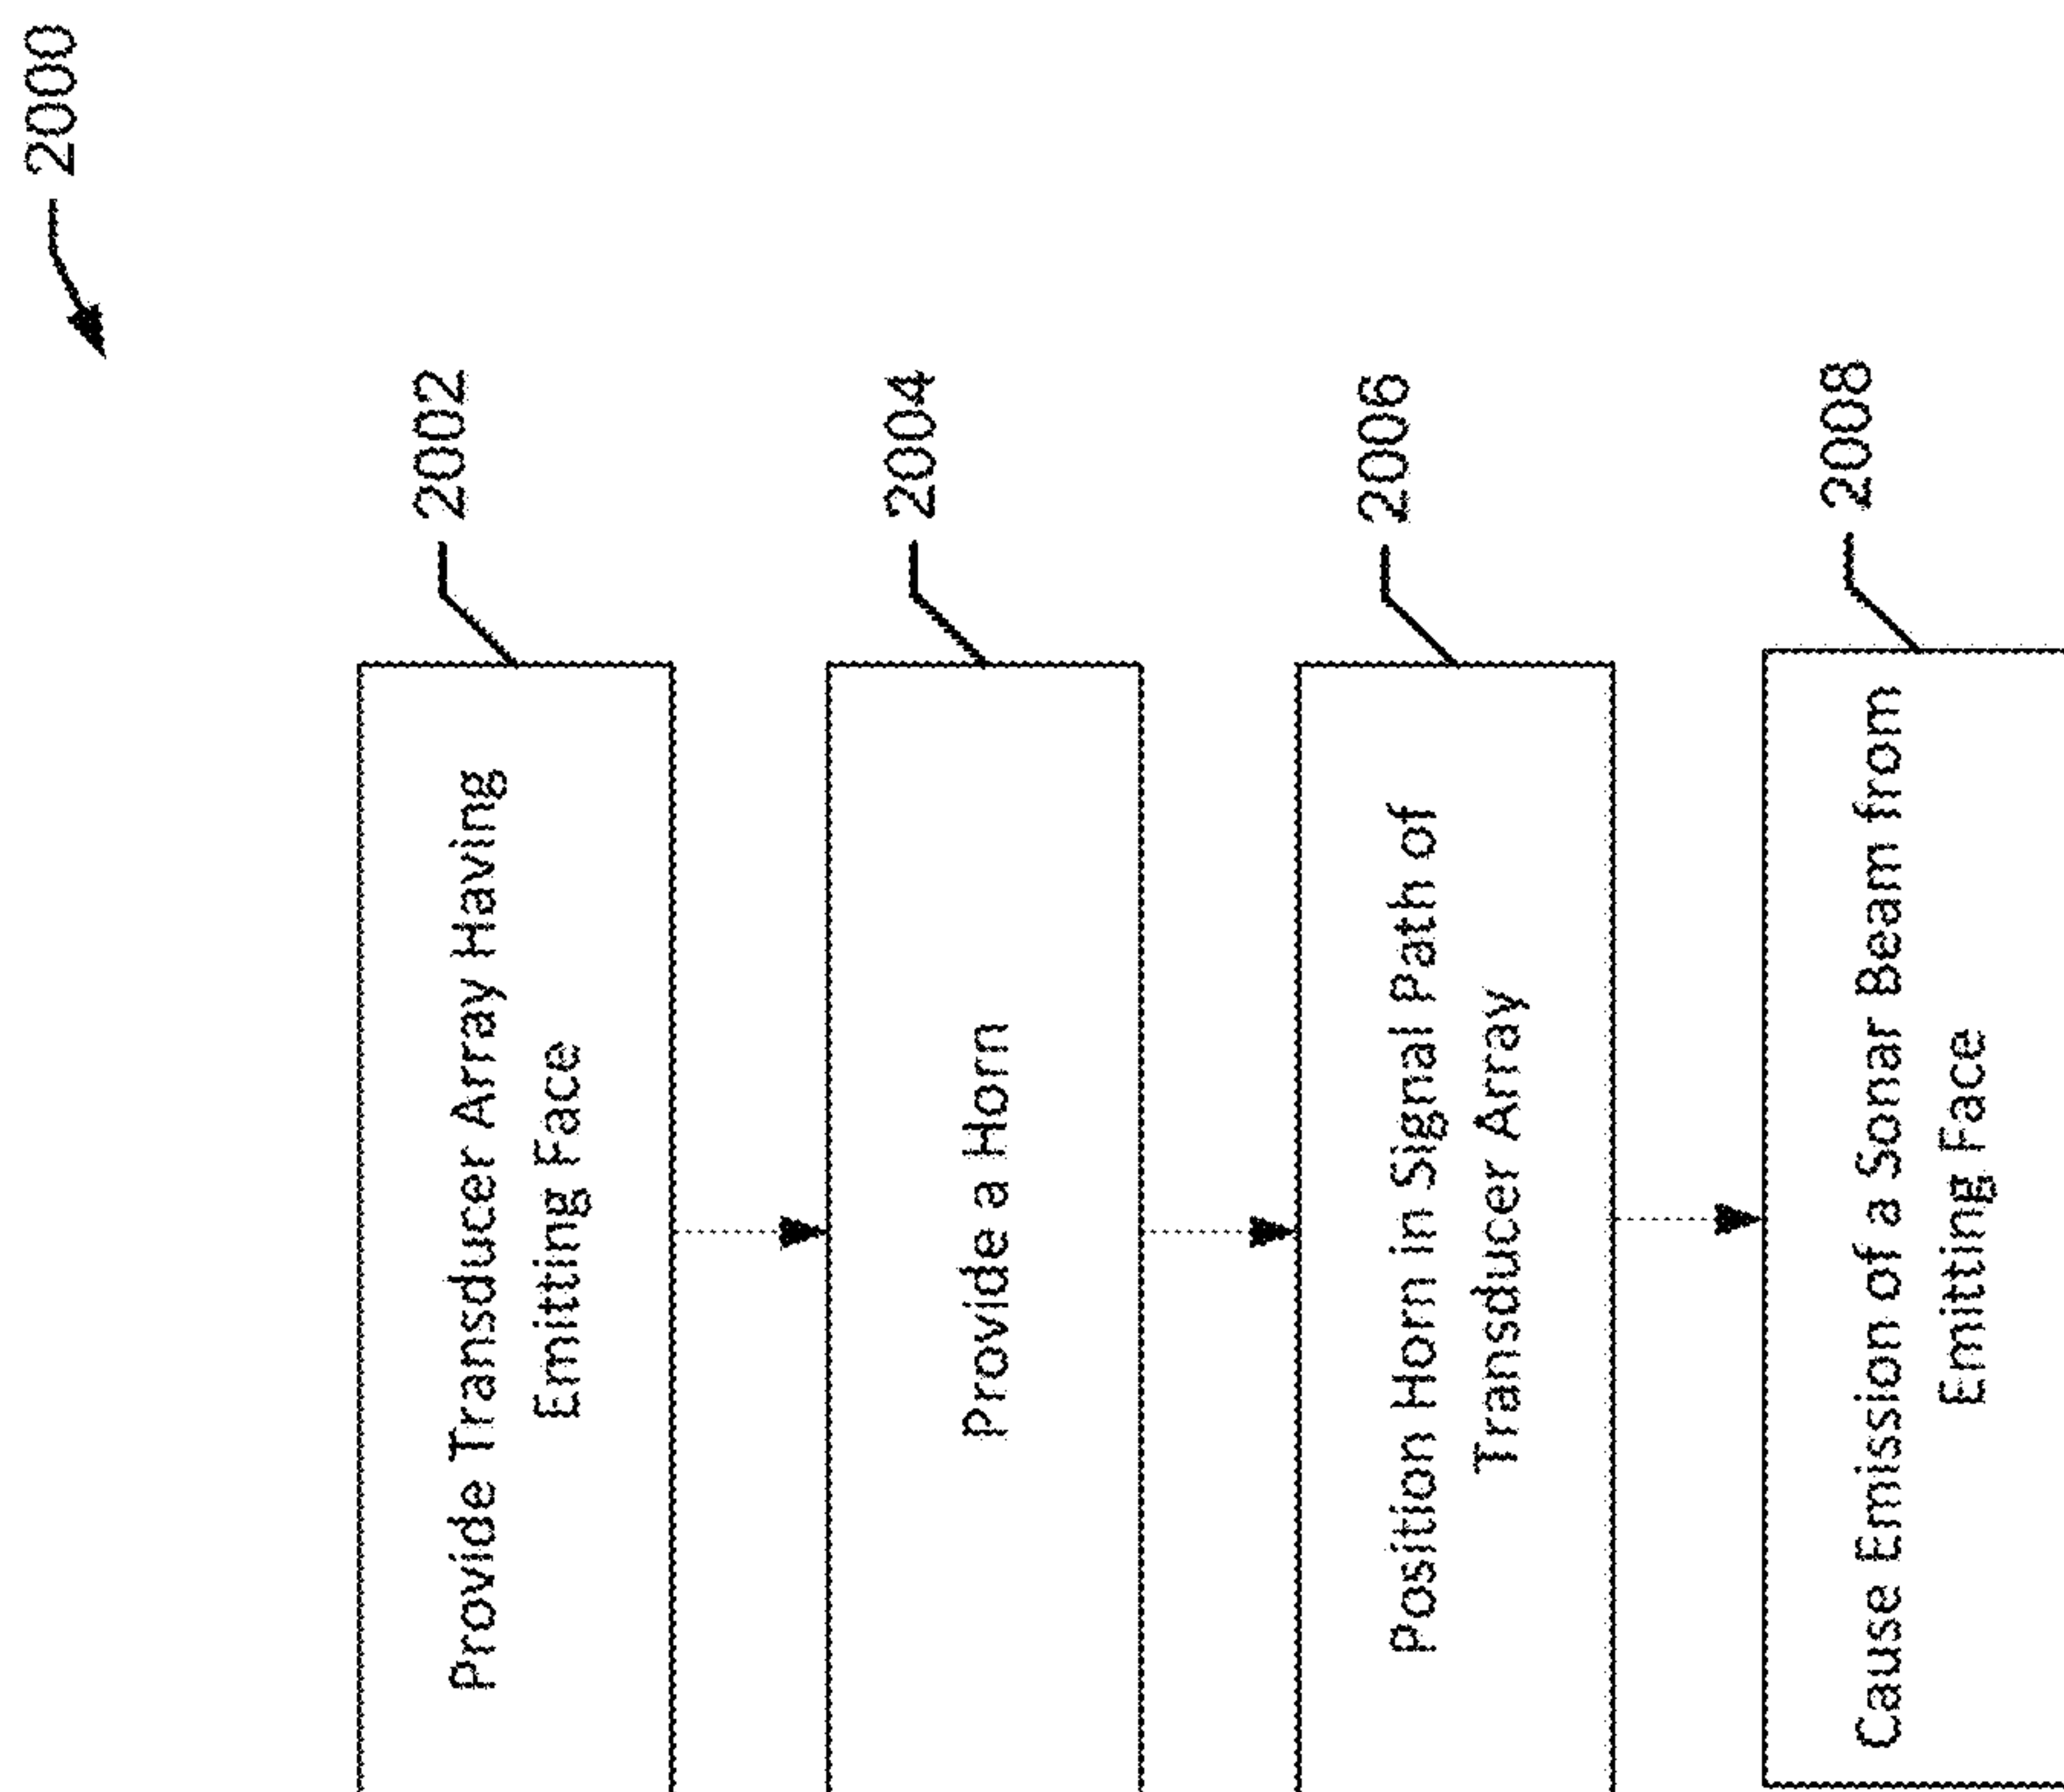 2000
2002
Provide Transducer Array Having
Emitting Face
2004
Provide a Horn
2006
Position Horn in Signal Path of
Transducer Array
2008
Cause Emission of a Sonar Beam from
Emitting Face